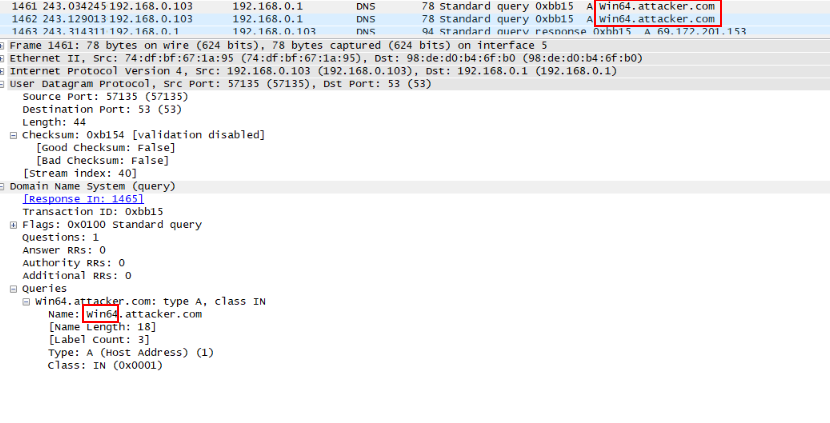 1461 243.034245 192.168.0.103 192.168.0.1 DNS 78 Standard query 0xbb15 A Win64.attacker.com
1462 243.129013 192.168.0.103 192.168.0.1 DNS 78 Standard query 0xbb15 A Win64.attacker.com
1463 243.314311 192.168.0.1 192.168.0.103 DNS 94 Standard query response 0xbb15 A 69.172.201.153
Frame 1461: 78 bytes on wire (624 bits), 78 bytes captured (624 bits) on interface 5
Ethernet II, Src: 74:df:bf:67:1a:95 (74:df:bf:67:1a:95), Dst: 98:de:d0:b4:6f:b0 (98:de:d0:b4:6f:b0)
Internet Protocol Version 4, Src: 192.168.0.103 (192.168.0.103), Dst: 192.168.0.1 (192.168.0.1)
User Datagram Protocol, Src Port: 57135 (57135), Dst Port: 53 (53)
Source Port: 57135 (57135)
Destination Port: 53 (53)
Length: 44
Checksum: 0xb154 [validation disabled]
[Good Checksum: False]
[Bad Checksum: False]
[Stream index: 40]
Domain Name System (query)
[Response In: 1465]
Transaction ID: 0xbb15
Flags: 0x0100 Standard query
Questions: 1
Answer RRs: 0
Authority RRs: 0
Additional RRs: 0
Queries
Win64.attacker.com: type A, class IN
Name: Win64.attacker.com
[Name Length: 18]
[Label Count: 3]
Type: A (Host Address) (1)
Class: IN (0x0001)